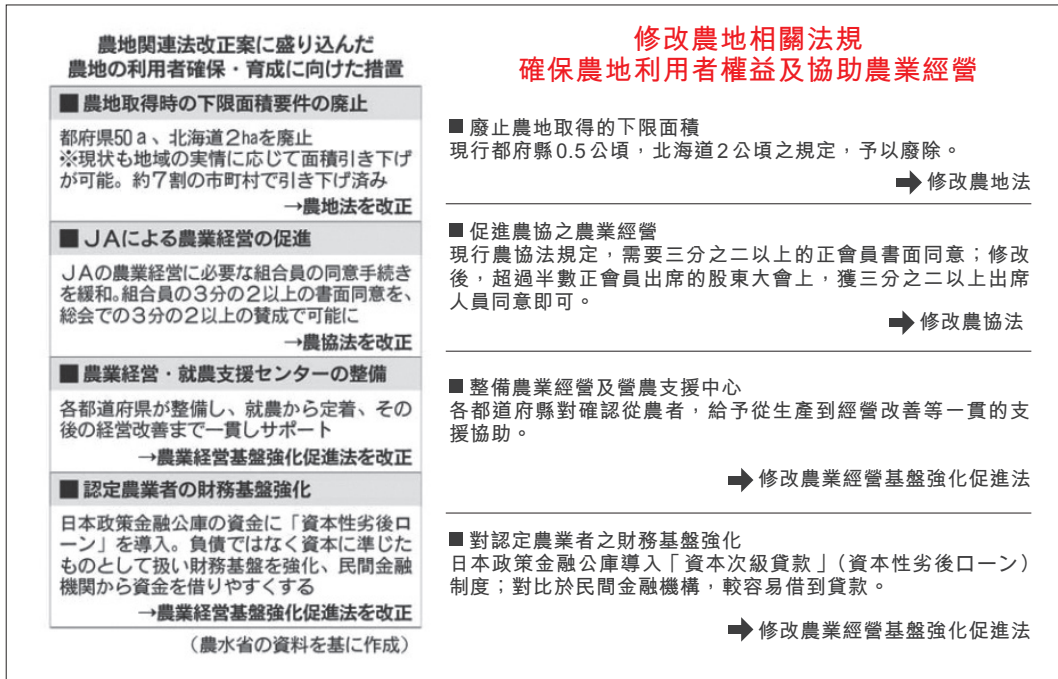 農地関連法改正案に盛り込んだ
農地の利用者確保・育成に向けた措置
■農地取得時の下限面積要件の廃止
都府県50a、北海道2haを廃止
※現状も地域の実情に応じて面積引き下げ
が可能。約7割の市町村で引き下げ済み
→農地法を改正
■JAによる農業経営の促進
JAの農業経営に必要な組合員の同意手続き
を緩和。組合員の3分の2以上の書面同意を、
総会での3分の2以上の賛成で可能に
→農協法を改正
■農業経営・就農支援センターの整備
各都道府県が整備し、就農から定着、その
後の経営改善まで一貫しサポート
→農業経営基盤強化促進法を改正
■認定農業者の財務基盤強化
日本政策金融公庫の資金に「資本性劣後ロ
ーン」を導入。負債ではなく資本に準じた
ものとして扱い財務基盤を強化、民間金融
機関から資金を借りやすくする
→農業経営基盤強化促進法を改正
(農水省の資料を基に作成)
修改農地相關法規
確保農地利用者權益及協助農業經營
■廢止農地取得的下限面積
現行都府縣0.5公頃,北海道2公頃之規定,予以廢除。
➡修改農地法
■促進農協之農業經營
現行農協法規定,需要三分之二以上的正會員書面同意;修改
後,超過半數正會員出席的股東大會上,獲三分之二以上出席
人員同意即可。
➡修改農協法
■整備農業經營及營農支援中心
各都道府縣對確認從農者,給予從生產到經營改善等一貫的支
援協助。
➡修改農業經營基盤強化促進法
■對認定農業者之財務基盤強化
日本政策金融公庫導入「資本次級貸款」(資本性劣後ローン)
制度;對比於民間金融機構,較容易借到貸款。
➡修改農業經營基盤強化促進法